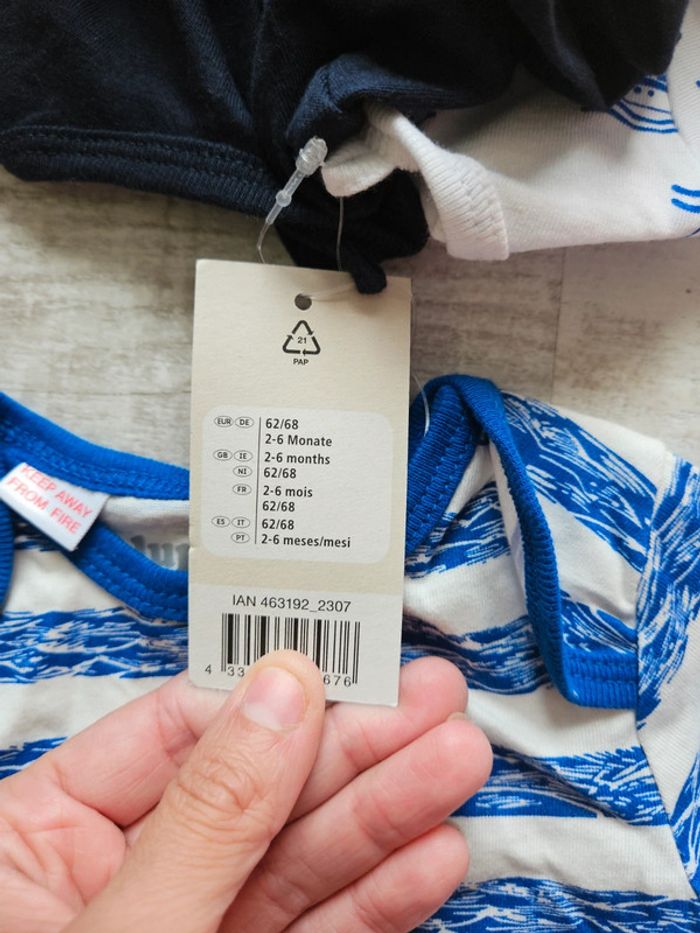 21
PAP
EUR DE 62/68
2-6 Monate
GB IE 2-6 months
NI 62/68
FR 2-6 mois
62/68
ES IT 62/68
PT 2-6 meses/mesi
KEEP AWAY
FROM FIRE
IAN 463192_2307
4 33 676